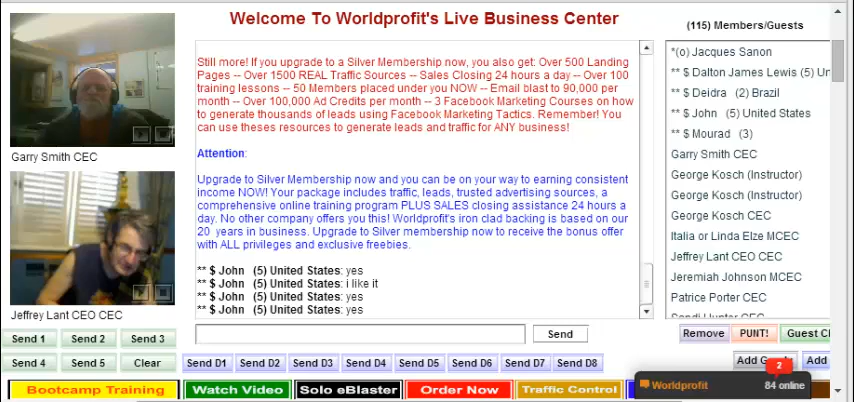 Welcome To Worldprofit's Live Business Center
(115) Members/Guests
Garry Smith CEC
Jeffrey Lant CEO CEC
Still more! If you upgrade to a Silver Membership now, you also get: Over 500 Landing
Pages -- Over 1500 REAL Traffic Sources -- Sales Closing 24 hours a day -- Over 100
training lessons -- 50 Members placed under you NOW -- Email blast to 90,000 per
month -- Over 100,000 Ad Credits per month -- 3 Facebook Marketing Courses on how
to generate thousands of leads using Facebook Marketing Tactics. Remember! You
can use theses resources to generate leads and traffic for ANY business!
Attention:
Upgrade to Silver Membership now and you can be on your way to earning consistent
income NOW! Your package includes traffic, leads, trusted advertising sources, a
comprehensive online training program PLUS SALES closing assistance 24 hours a
day. No other company offers you this! Worldprofit's iron clad backing is based on our
20 years in business. Upgrade to Silver membership now to receive the bonus offer
with ALL privileges and exclusive freebies.
** $ John (5) United States: yes
** $ John (5) United States: i like it
** $ John (5) United States: yes
** $ John (5) United States: yes
*(o) Jacques Sanon
** $ Dalton James Lewis (5) Un
** $ Deidra (2) Brazil
** $ John (5) United States
** $ Mourad (3)
Garry Smith CEC
George Kosch (Instructor)
George Kosch (Instructor)
George Kosch CEC
Italia or Linda Elze MCEC
Jeffrey Lant CEO CEC
Jeremiah Johnson MCEC
Patrice Porter CEC
Send 1 Send 2 Send 3
Send
Remove PUNT! Guest
Send 4 Send 5 Clear Send D1 Send D2 Send D3 Send D4 Send D5 Send D6 Send D7 Send D8
Add Add
Bootcamp Training Watch Video Solo eBlaster Order Now Traffic Control
2
Worldprofit 84 online